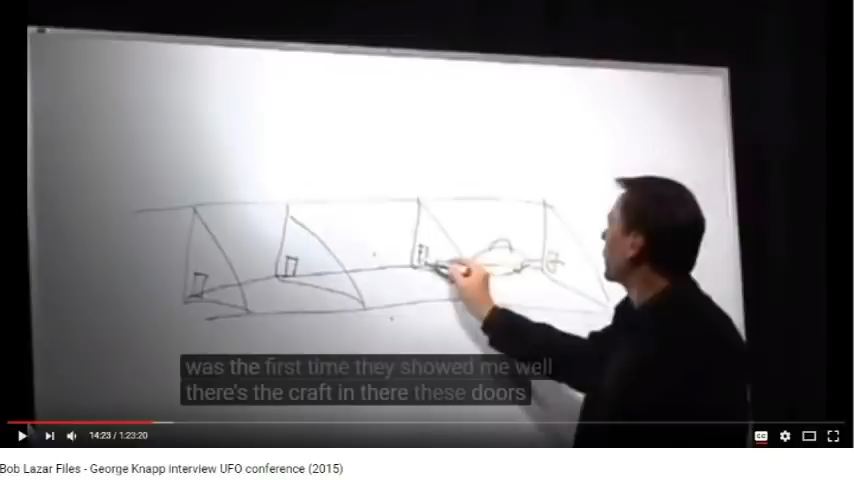 was the first time they showed me well
there's the craft in there these doors
14:23 / 1:23:20
CC
Bob Lazar Files - George Knapp interview UFO conference (2015)